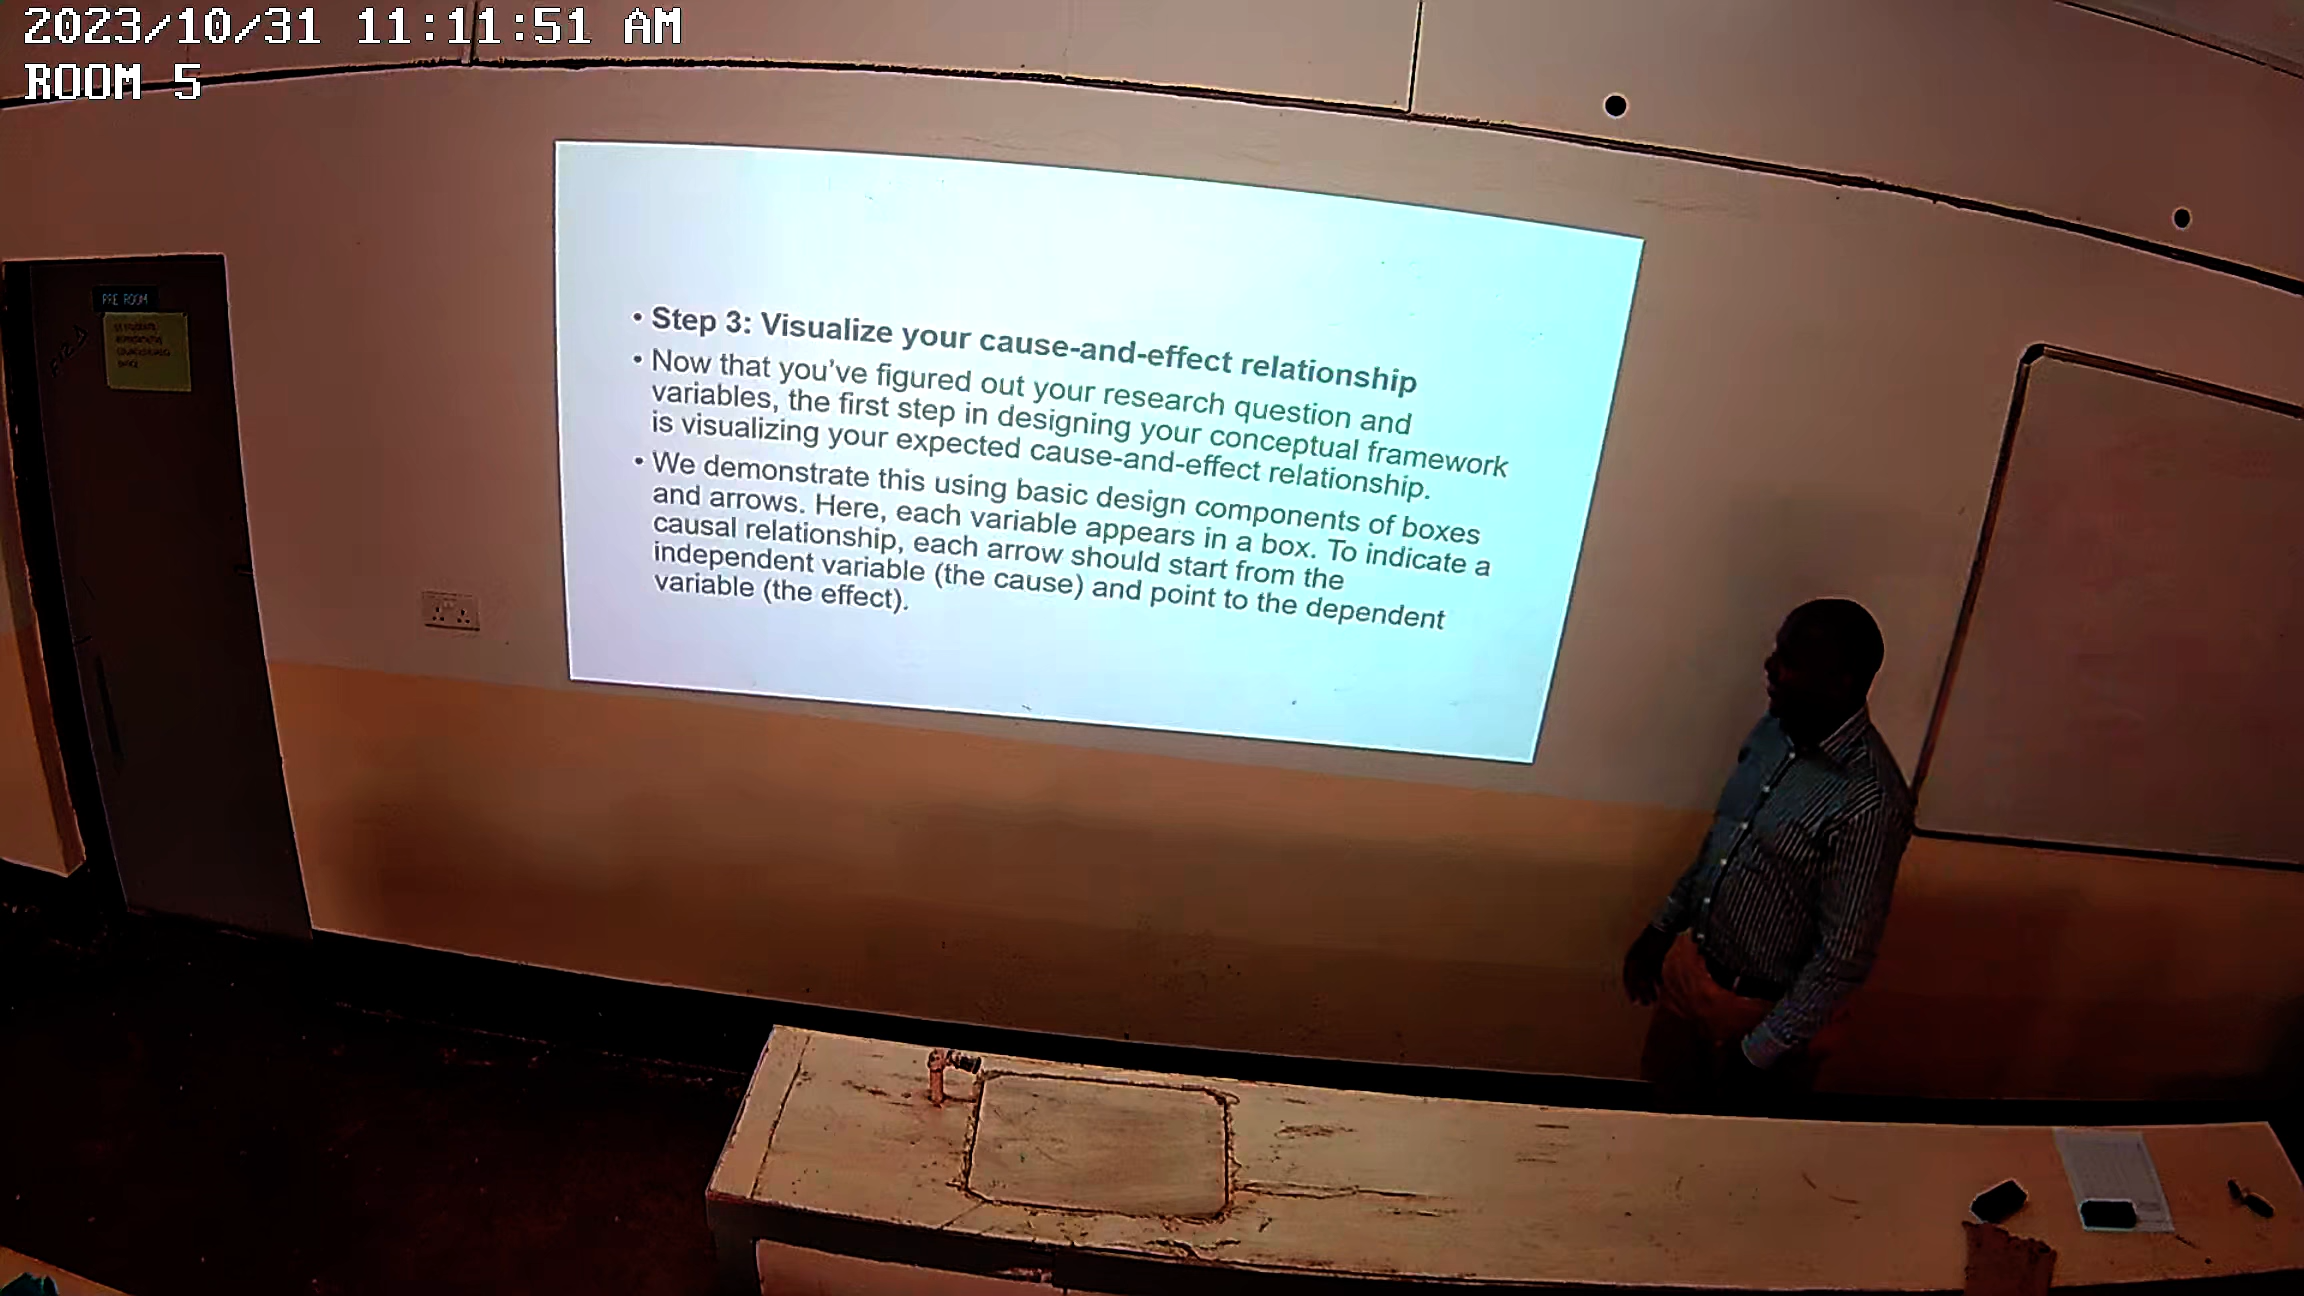 2023/10/31 11:11:51 AM
ROOM 5
PRE ROOM
• Step 3: Visualize your cause-and-effect relationship
• Now that you've figured out your research question and
variables, the first step in designing your conceptual framework
is visualizing your expected cause-and-effect relationship.
• We demonstrate this using basic design components of boxes
and arrows. Here, each variable appears in a box. To indicate a
causal relationship, each arrow should start from the
independent variable (the cause) and point to the dependent
variable (the effect).